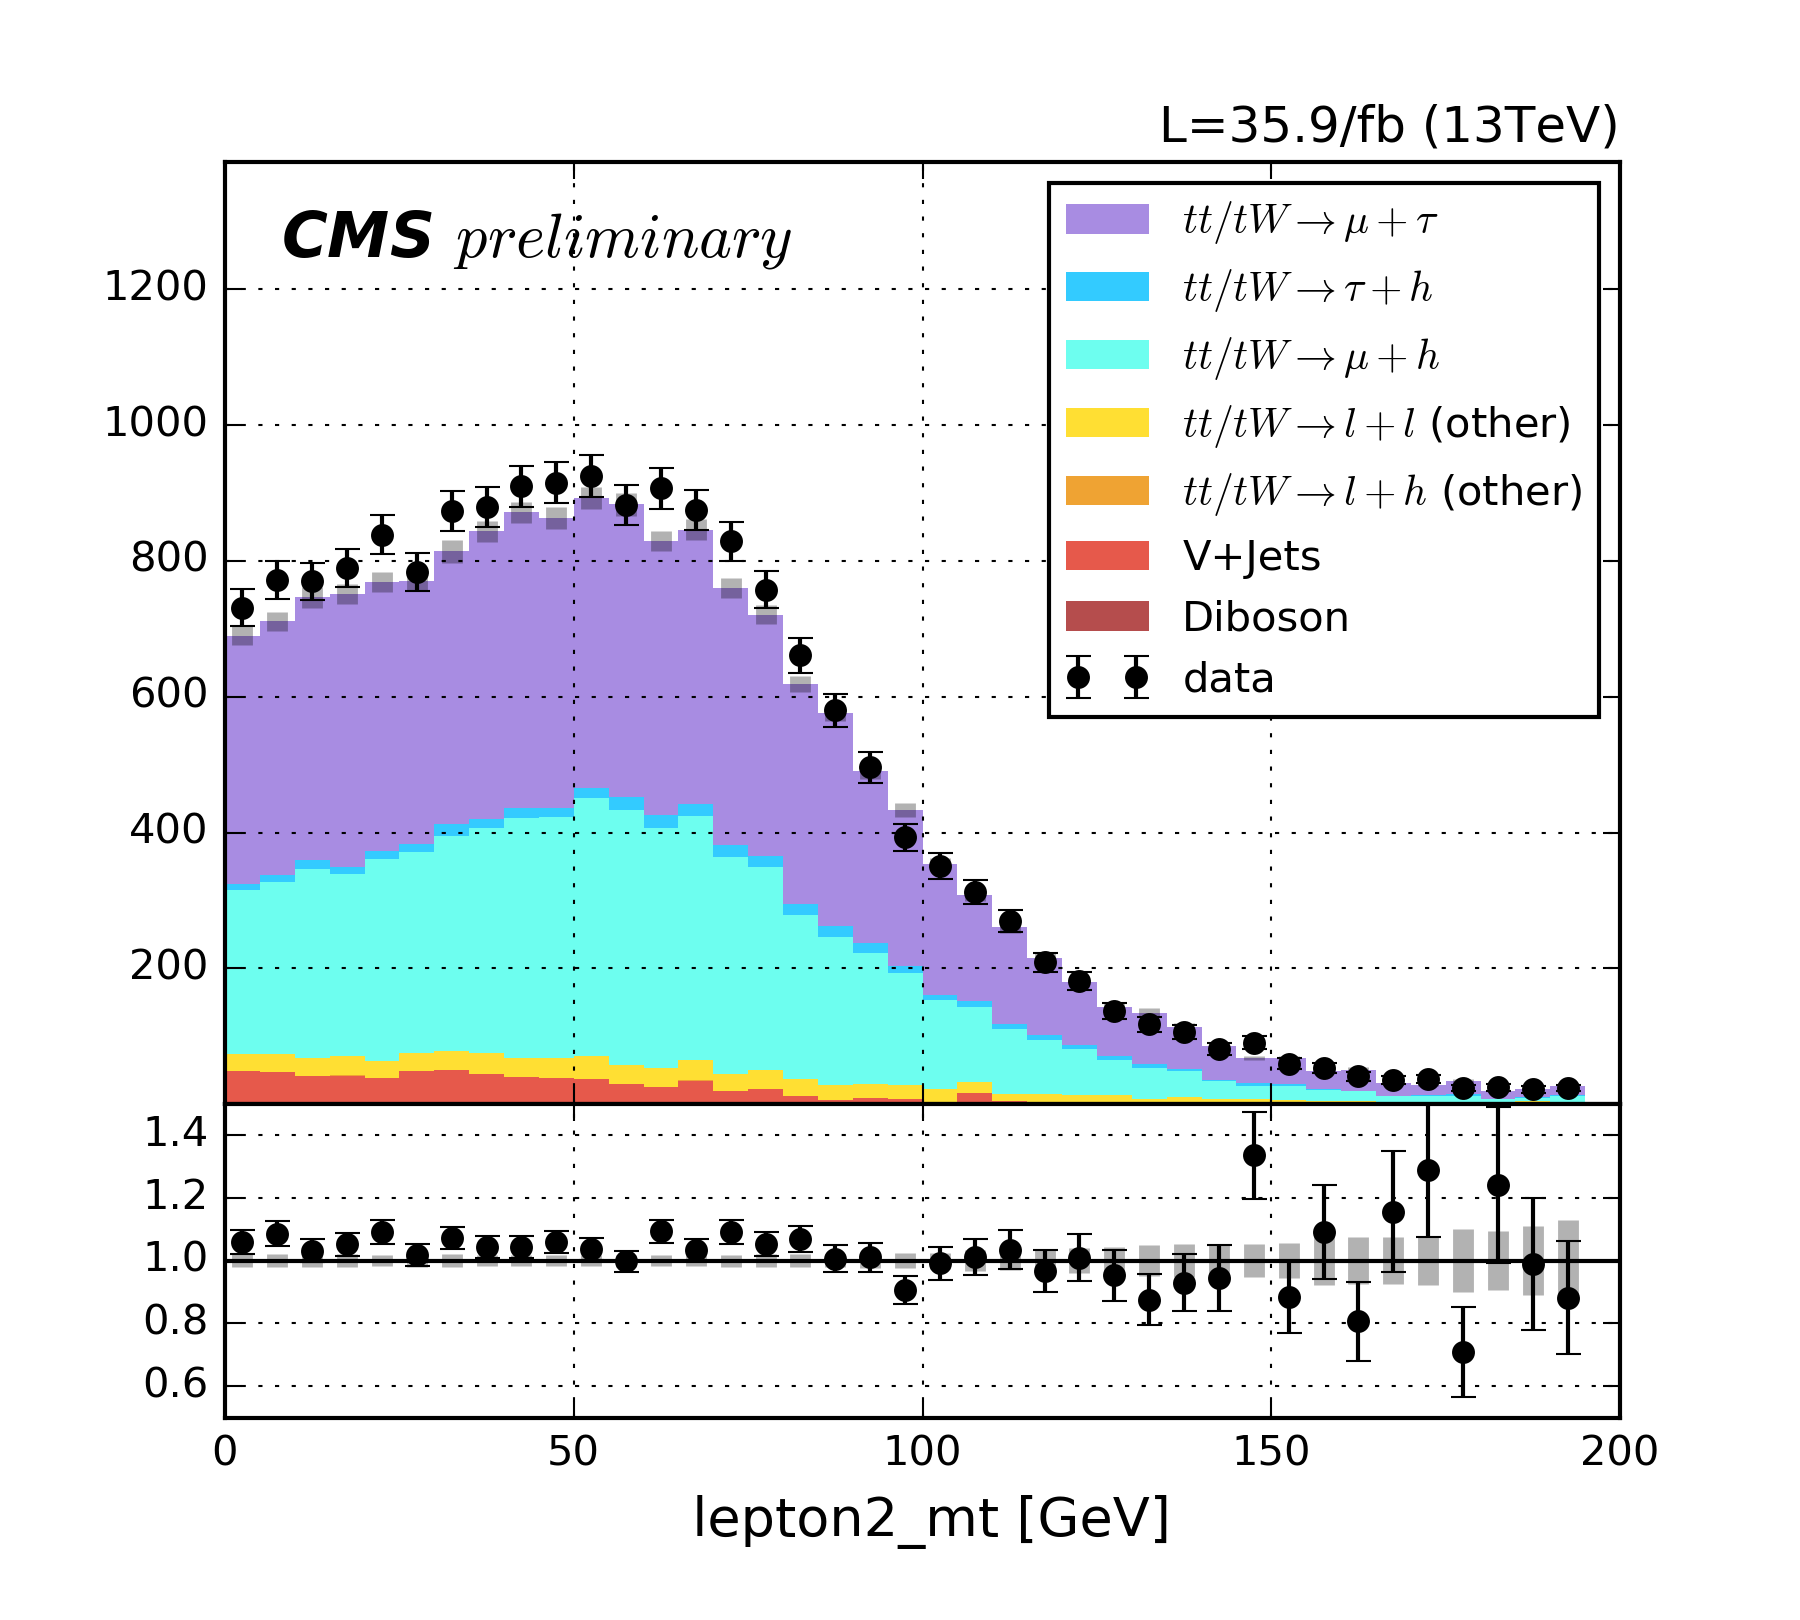 L=35.9/fb (13TeV)
CMS preliminary
tt/tW→μ+τ
tt/tW→τ+h
tt/tW→μ+h
tt/tW→l+l (other)
tt/tW→l+h (other)
V+Jets
Diboson
data
1200
1000
800
600
400
200
1.4
1.2
1.0
0.8
0.6
0 50 100 150 200
lepton2_mt [GeV]